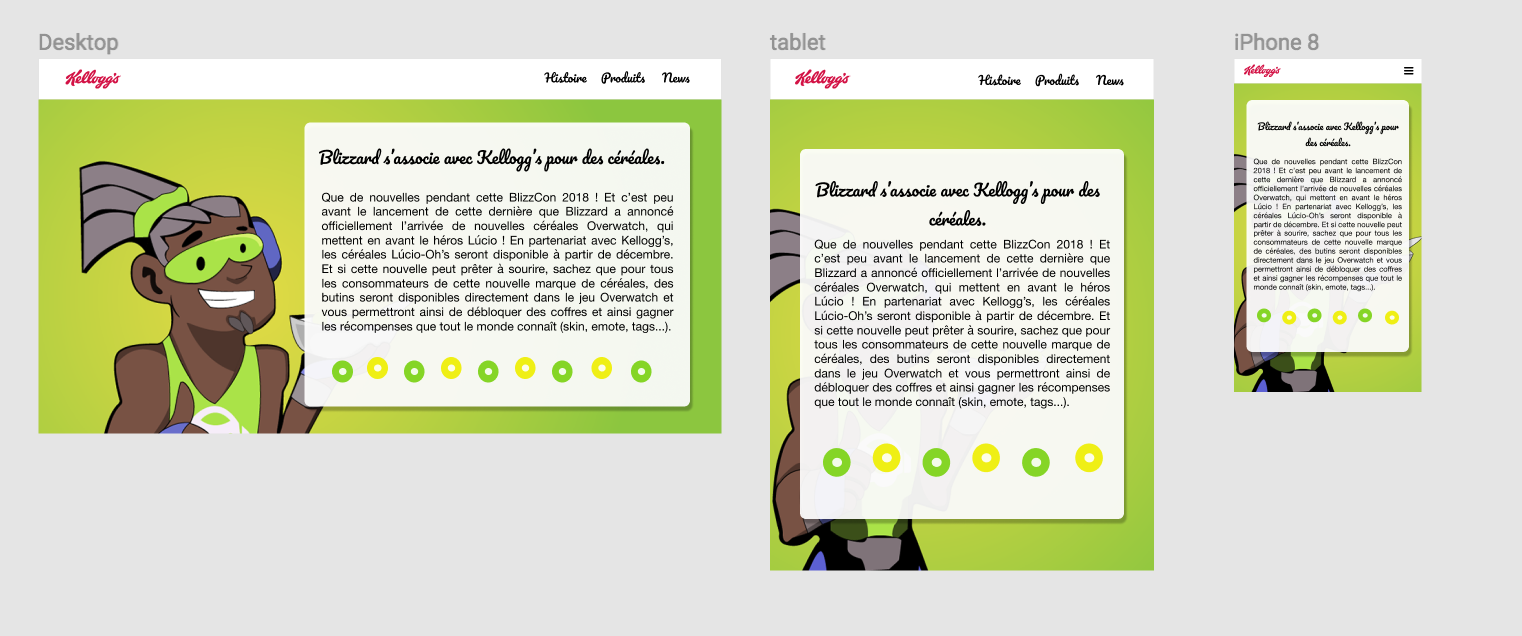 Desktop
Kellogg's
Histoire Produits News
Blizzard s'associe avec Kellogg's pour des céréales.
Que de nouvelles pendant cette BlizzCon 2018 ! Et c'est peu
avant le lancement de cette dernière que Blizzard a annoncé
officiellement l'arrivée de nouvelles céréales Overwatch, qui
mettent en avant le héros Lúcio ! En partenariat avec Kellogg's,
les céréales Lúcio-Oh's seront disponible à partir de décembre.
Et si cette nouvelle peut prêter à sourire, sachez que pour tous
les consommateurs de cette nouvelle marque de céréales, des
butins seront disponibles directement dans le jeu Overwatch et
vous permettront ainsi de débloquer des coffres et ainsi gagner
les récompenses que tout le monde connaît (skin, emote, tags...).
tablet
Kellogg's
Histoire Produits News
Blizzard s'associe avec Kellogg's pour des
céréales.
Que de nouvelles pendant cette BlizzCon 2018 ! Et
c'est peu avant le lancement de cette dernière que
Blizzard a annoncé officiellement l'arrivée de nouvelles
céréales Overwatch, qui mettent en avant le héros
Lúcio ! En partenariat avec Kellogg's, les céréales
Lúcio-Oh's seront disponible à partir de décembre. Et
si cette nouvelle peut prêter à sourire, sachez que pour
tous les consommateurs de cette nouvelle marque de
céréales, des butins seront disponibles directement
dans le jeu Overwatch et vous permettront ainsi de
débloquer des coffres et ainsi gagner les récompenses
que tout le monde connaît (skin, emote, tags...).
iPhone 8
Kellogg's
Blizzard s'associe avec Kellogg's pour
des céréales.
Que de nouvelles pendant cette BlizzCon
2018 ! Et c'est peu avant le lancement de
cette dernière que Blizzard a annoncé
officiellement l'arrivée de nouvelles céréales
Overwatch, qui mettent en avant le héros
Lúcio ! En partenariat avec Kellogg's, les
céréales Lúcio-Oh's seront disponible à
partir de décembre. Et si cette nouvelle peut
prêter à sourire, sachez que pour tous les
consommateurs de cette nouvelle marque
de céréales, des butins seront disponibles
directement dans le jeu Overwatch et vous
permettront ainsi de débloquer des coffres
et ainsi gagner les récompenses que tout le
monde connaît (skin, emote, tags...).